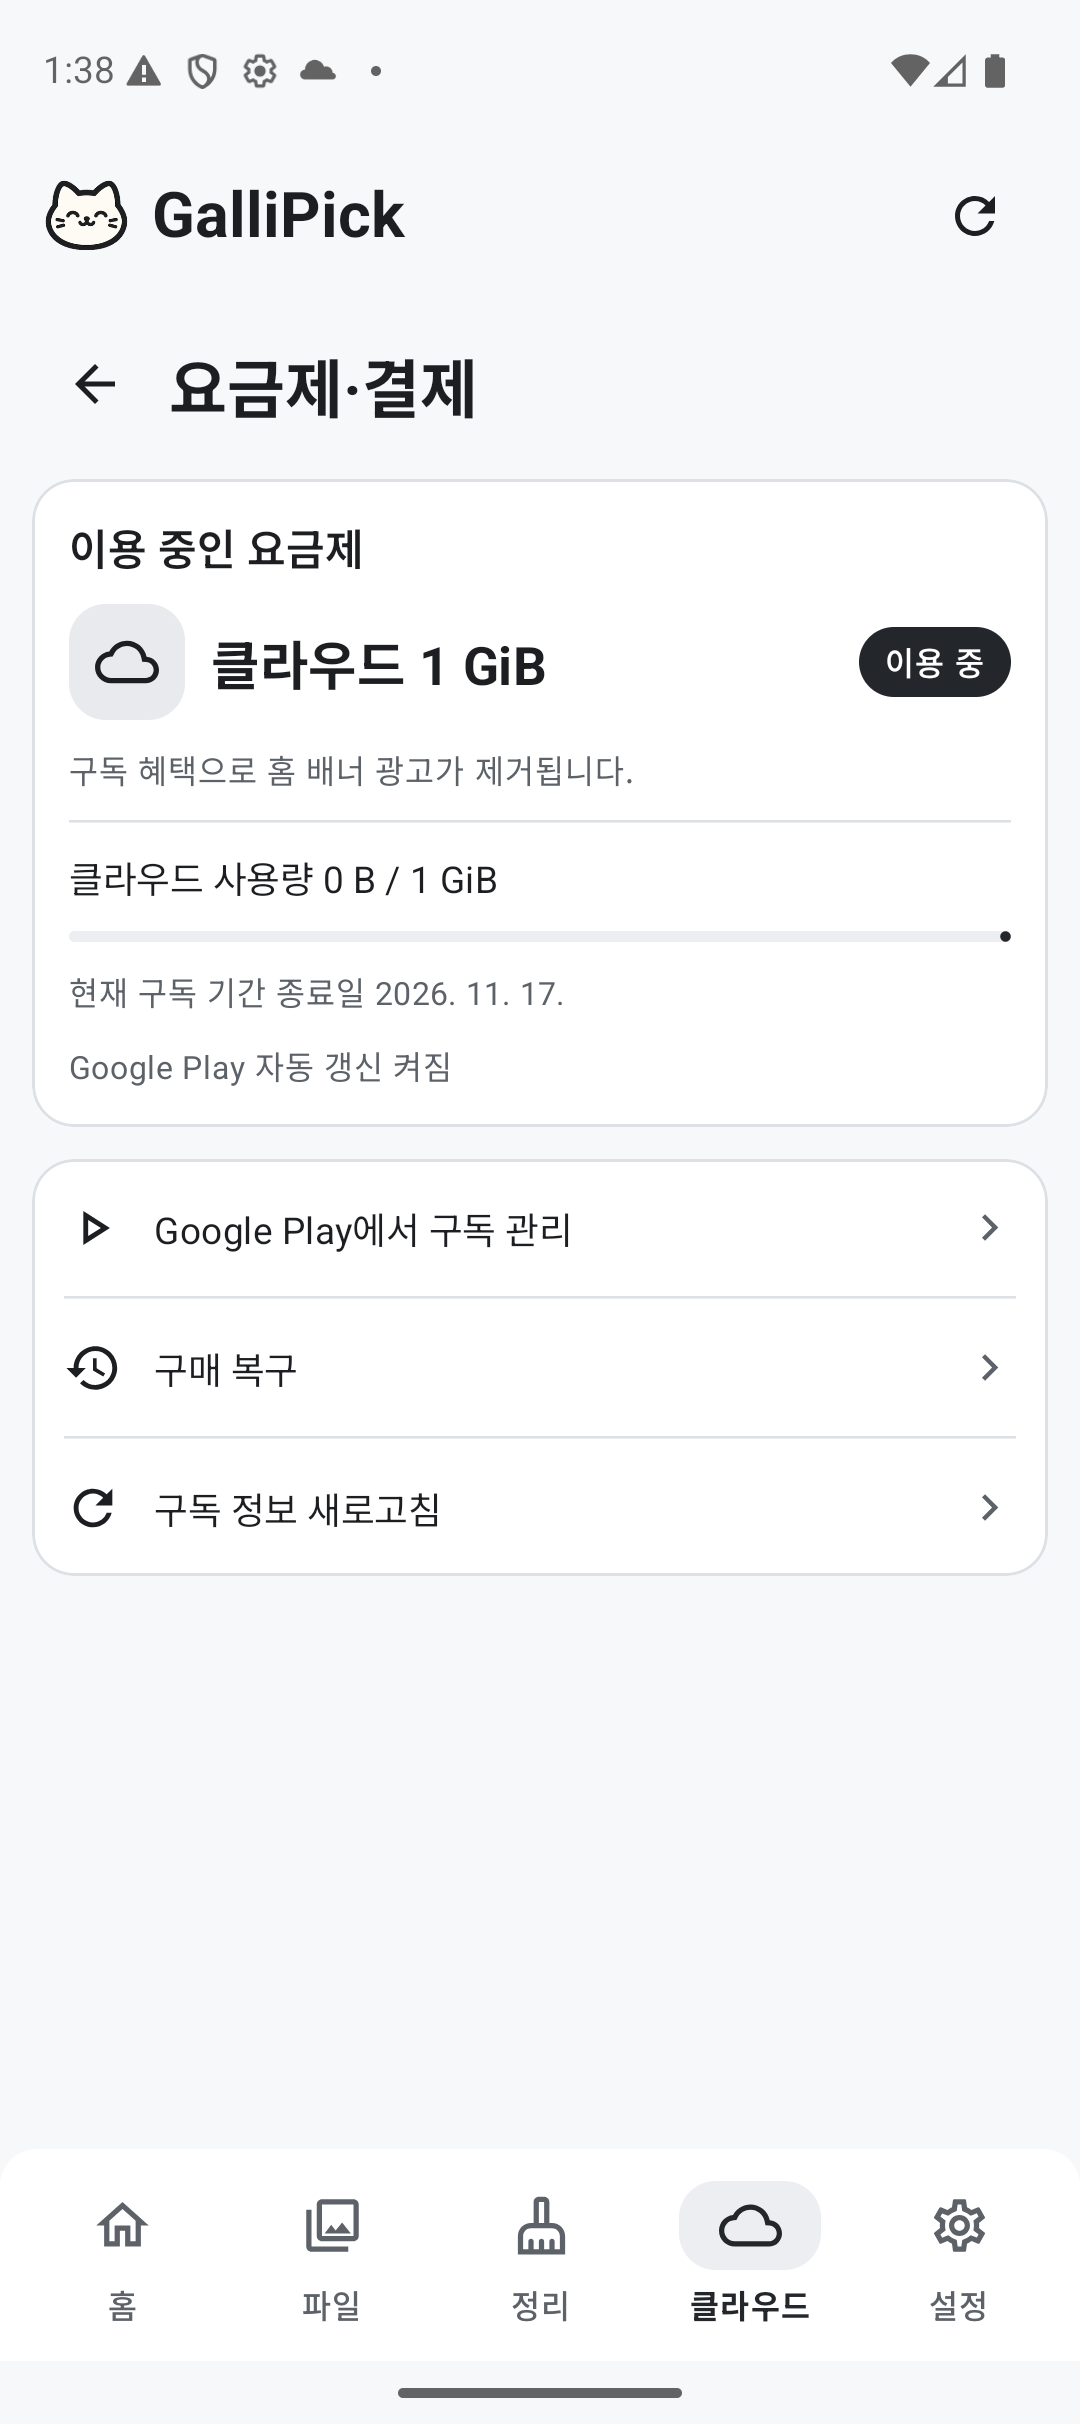 1:38
GalliPick
요금제·결제
이용 중인 요금제
클라우드 1 GiB
이용 중
구독 혜택으로 홈 배너 광고가 제거됩니다.
클라우드 사용량 0 B / 1 GiB
현재 구독 기간 종료일 2026. 11. 17.
Google Play 자동 갱신 켜짐
Google Play에서 구독 관리
구매 복구
구독 정보 새로고침
홈
파일
정리
클라우드
설정